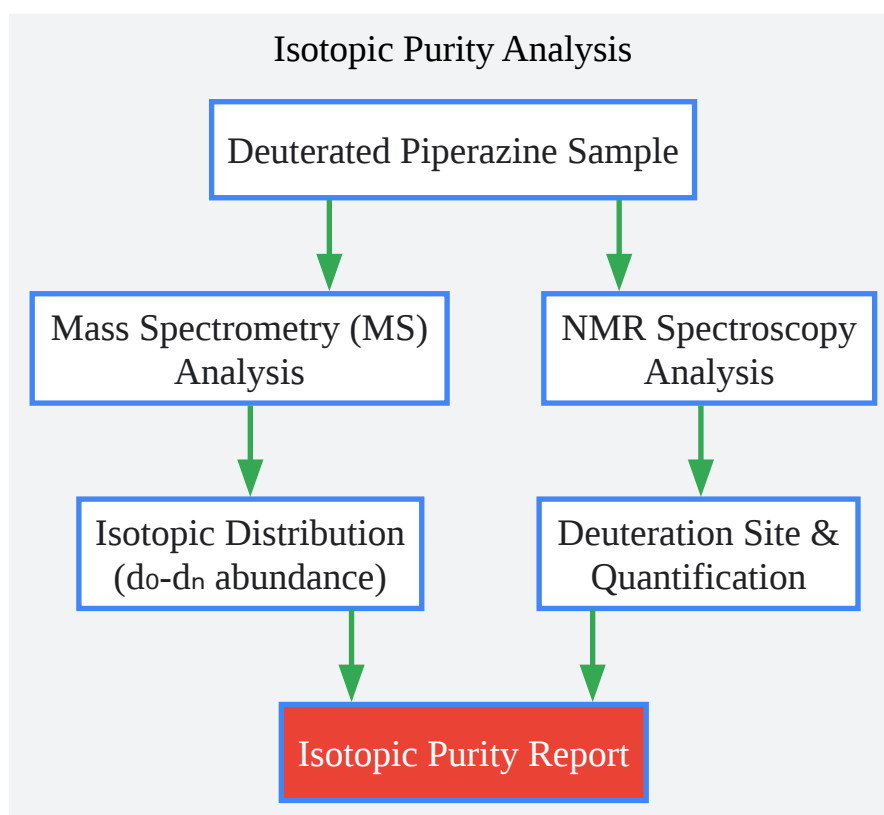 Isotopic Purity Analysis
Deuterated Piperazine Sample
Mass Spectrometry (MS)
Analysis
NMR Spectroscopy
Analysis
Isotopic Distribution
(d₀-dₙ abundance)
Deuteration Site &
Quantification
Isotopic Purity Report